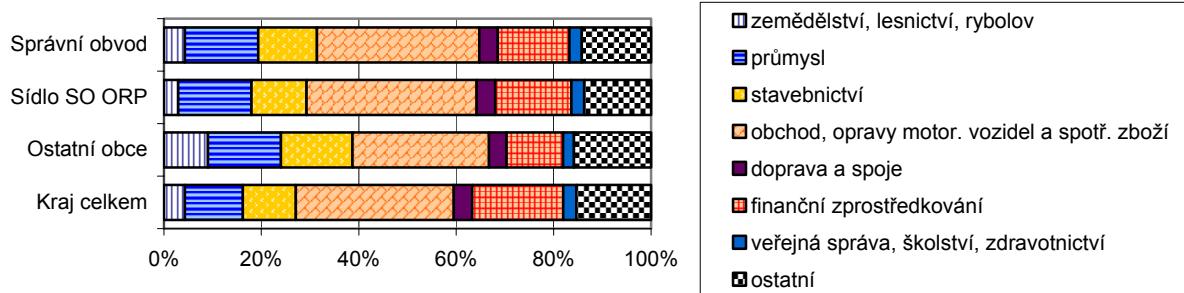 Správní obvod
Sídlo SO ORP
Ostatní obce
Kraj celkem
0% 20% 40% 60% 80% 100%
zemědělství, lesnictví, rybolov
průmysl
stavebnictví
obchod, opravy motor. vozidel a spotř. zboží
doprava a spoje
finanční zprostředkování
veřejná správa, školství, zdravotnictví
ostatní